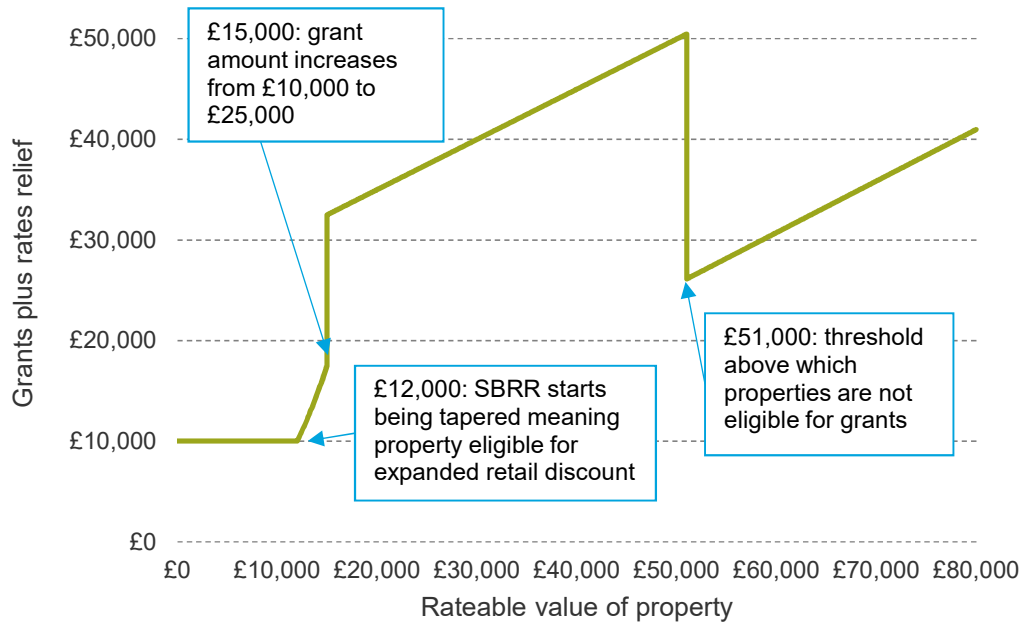 Grants plus rates relief
£50,000
£40,000
£30,000
£20,000
£10,000
£0
£15,000: grant
amount increases
from £10,000 to
£25,000
£12,000: SBRR starts
being tapered meaning
property eligible for
expanded retail discount
£51,000: threshold
above which
properties are not
eligible for grants
£0
£10,000
£20,000
£30,000
£40,000
£50,000
£60,000
£70,000
£80,000
Rateable value of property